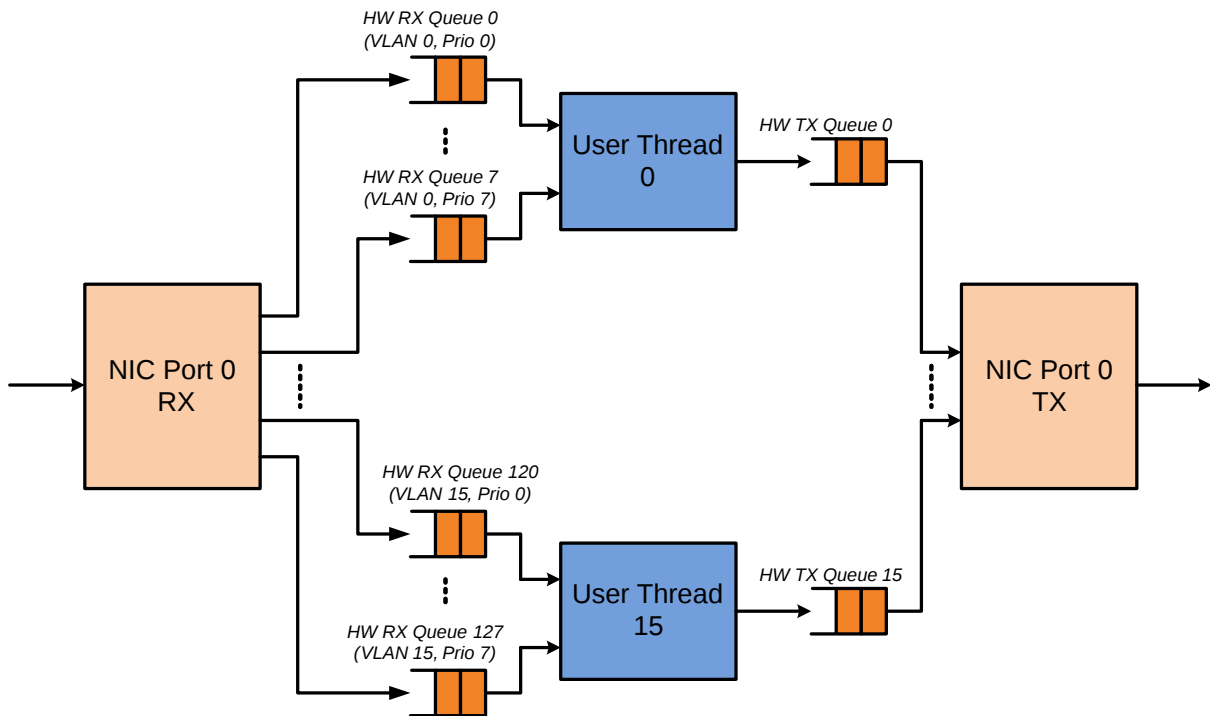 HW RX Queue 0
(VLAN 0, Prio 0)
User Thread
0
HW TX Queue 0
HW RX Queue 7
(VLAN 0, Prio 7)
NIC Port 0
RX
NIC Port 0
TX
HW RX Queue 120
(VLAN 15, Prio 0)
User Thread
15
HW TX Queue 15
HW RX Queue 127
(VLAN 15, Prio 7)